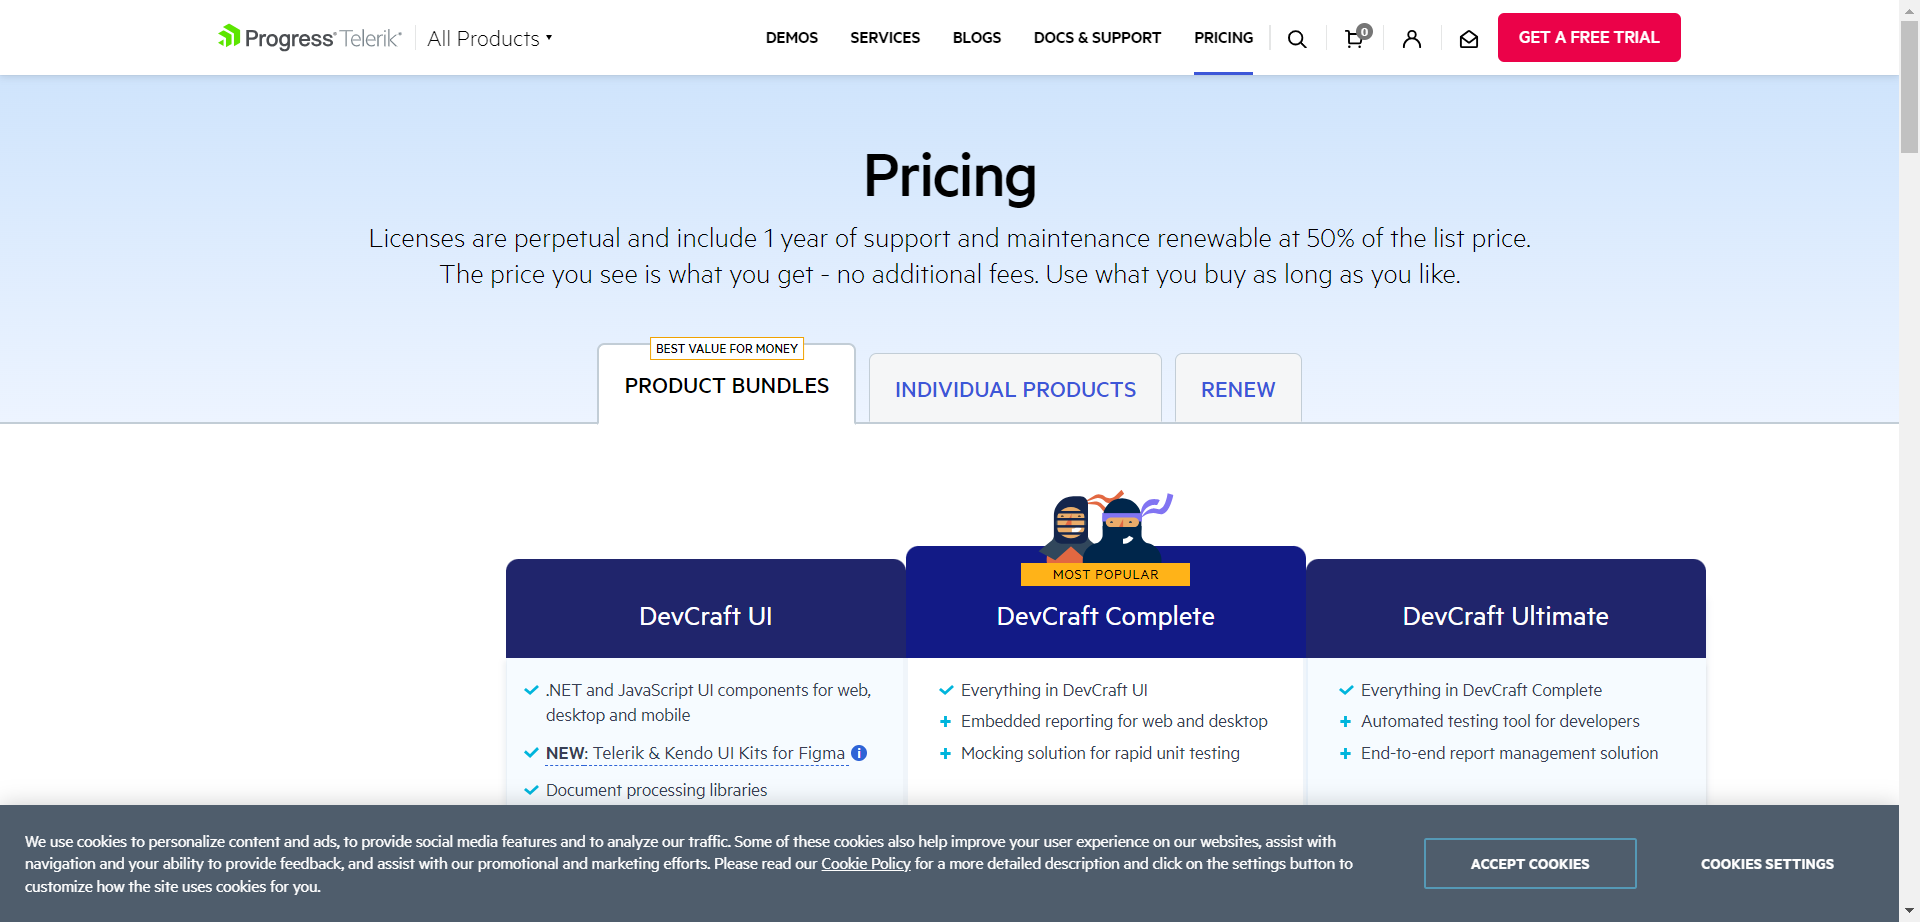 Progress Telerik
All Products
DEMOS
SERVICES
BLOGS
DOCS & SUPPORT
PRICING
0
GET A FREE TRIAL
Pricing
Licenses are perpetual and include 1 year of support and maintenance renewable at 50% of the list price.
The price you see is what you get - no additional fees. Use what you buy as long as you like.
BEST VALUE FOR MONEY
PRODUCT BUNDLES
INDIVIDUAL PRODUCTS
RENEW
MOST POPULAR
DevCraft UI
DevCraft Complete
DevCraft Ultimate
.NET and JavaScript UI components for web,
desktop and mobile
NEW: Telerik & Kendo UI Kits for Figma
Document processing libraries
Everything in DevCraft UI
Embedded reporting for web and desktop
Mocking solution for rapid unit testing
Everything in DevCraft Complete
Automated testing tool for developers
End-to-end report management solution
We use cookies to personalize content and ads, to provide social media features and to analyze our traffic. Some of these cookies also help improve your user experience on our websites, assist with
navigation and your ability to provide feedback, and assist with our promotional and marketing efforts. Please read our Cookie Policy for a more detailed description and click on the settings button to
customize how the site uses cookies for you.
ACCEPT COOKIES
COOKIES SETTINGS